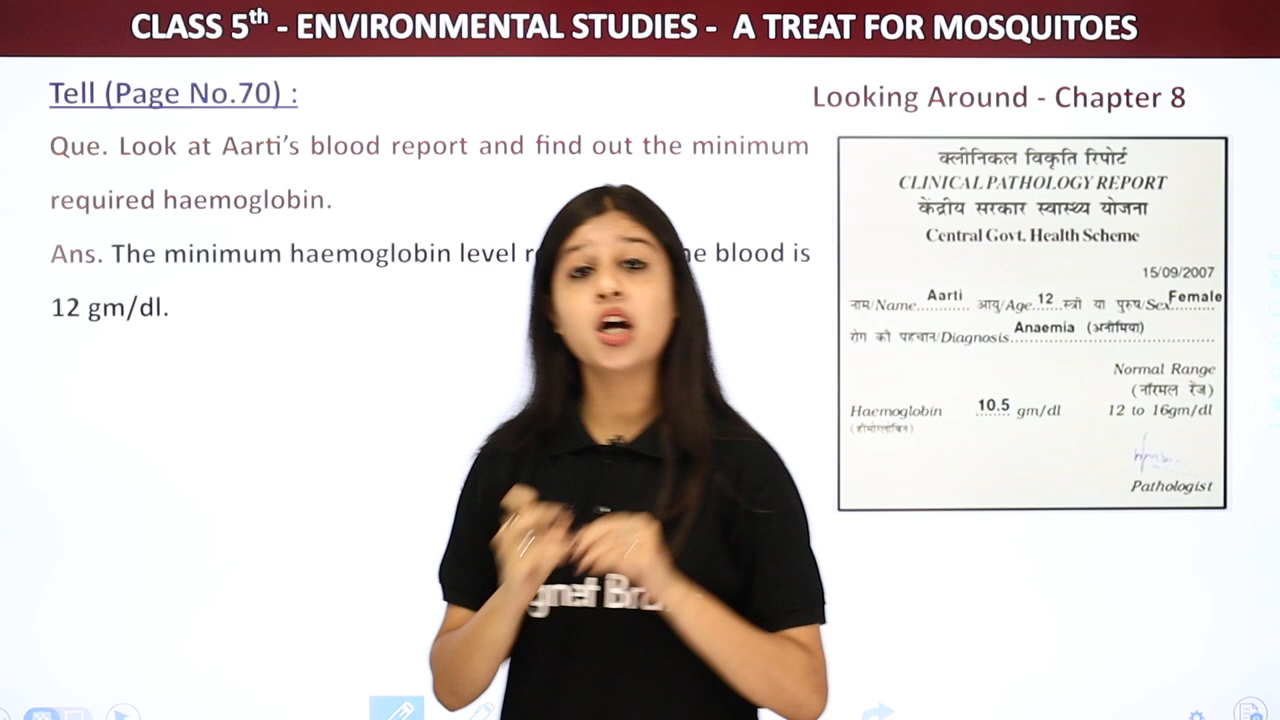 CLASS 5th - ENVIRONMENTAL STUDIES - A TREAT FOR MOSQUITOES
Tell (Page No.70) :
Looking Around - Chapter 8
Que. Look at Aarti’s blood report and find out the minimum
required haemoglobin.
Ans. The minimum haemoglobin level blood is
12 gm/dl.
क्लीनिकल विकृति रिपोर्ट
CLINICAL PATHOLOGY REPORT
केंद्रीय सरकार स्वास्थ्य योजना
Central Govt. Health Scheme
15/09/2007
नाम/Name............ Aarti आयु/Age. 12 ...स्त्री या पुरुष/Sex Female
रोग की पहचान/Diagnosis Anaemia (अनीमिया)
Normal Range
(नॉरमल रेंज)
Haemoglobin 10.5 gm/dl 12 to 16gm/dl
(हीमोग्लोबिन)
Pathologist